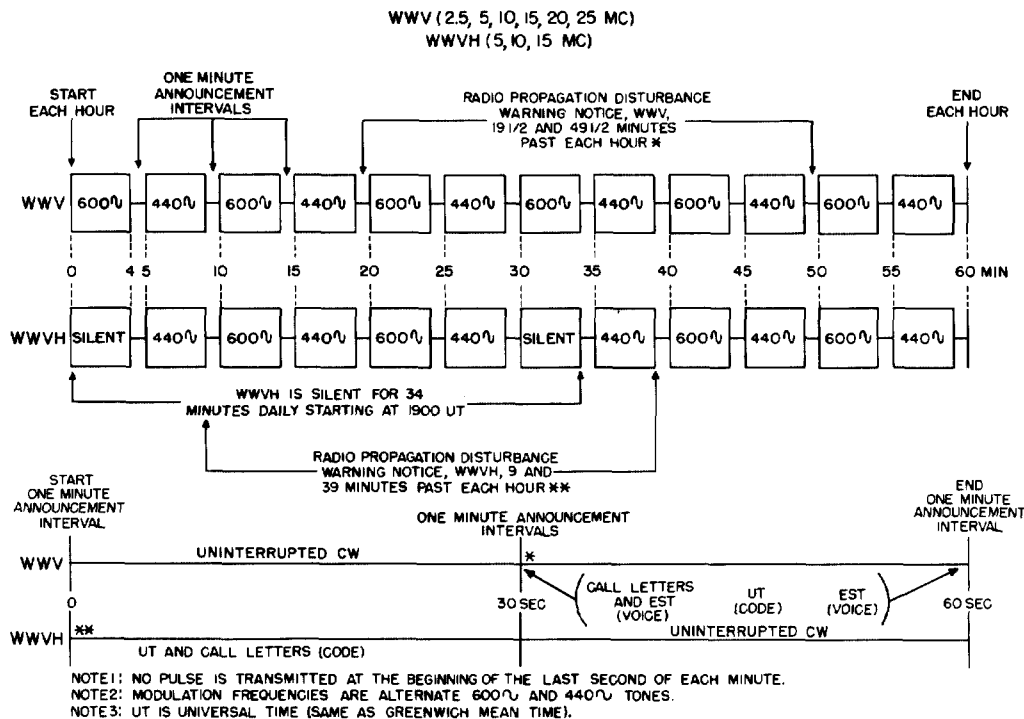 WWV (2.5, 5, 10, 15, 20, 25 MC)
WWVH (5, 10, 15 MC)
START
EACH HOUR
ONE MINUTE
ANNOUNCEMENT
INTERVALS
RADIO PROPAGATION DISTURBANCE
WARNING NOTICE, WWV,
19 1/2 AND 49 1/2 MINUTES
PAST EACH HOUR *
END
EACH HOUR
WWV 600∿ 440∿ 600∿ 440∿ 600∿ 440∿ 600∿ 440∿ 600∿ 440∿ 600∿ 440∿
0 4 5 10 15 20 25 30 35 40 45 50 55 60 MIN
WWVH SILENT 440∿ 600∿ 440∿ 600∿ 440∿ SILENT 440∿ 600∿ 440∿ 600∿ 440∿
WWVH IS SILENT FOR 34
MINUTES DAILY STARTING AT 1900 UT
RADIO PROPAGATION DISTURBANCE
WARNING NOTICE, WWVH, 9 AND
39 MINUTES PAST EACH HOUR **
START
ONE MINUTE
ANNOUNCEMENT
INTERVAL
ONE MINUTE ANNOUNCEMENT
INTERVALS
END
ONE MINUTE
ANNOUNCEMENT
INTERVAL
WWV UNINTERRUPTED CW *
0 30 SEC (CALL LETTERS
AND EST
(VOICE) UT
(CODE) EST
(VOICE)) 60 SEC
WWVH ** UNINTERRUPTED CW
UT AND CALL LETTERS (CODE)
NOTE1: NO PULSE IS TRANSMITTED AT THE BEGINNING OF THE LAST SECOND OF EACH MINUTE.
NOTE2: MODULATION FREQUENCIES ARE ALTERNATE 600∿ AND 440∿ TONES.
NOTE3: UT IS UNIVERSAL TIME (SAME AS GREENWICH MEAN TIME).